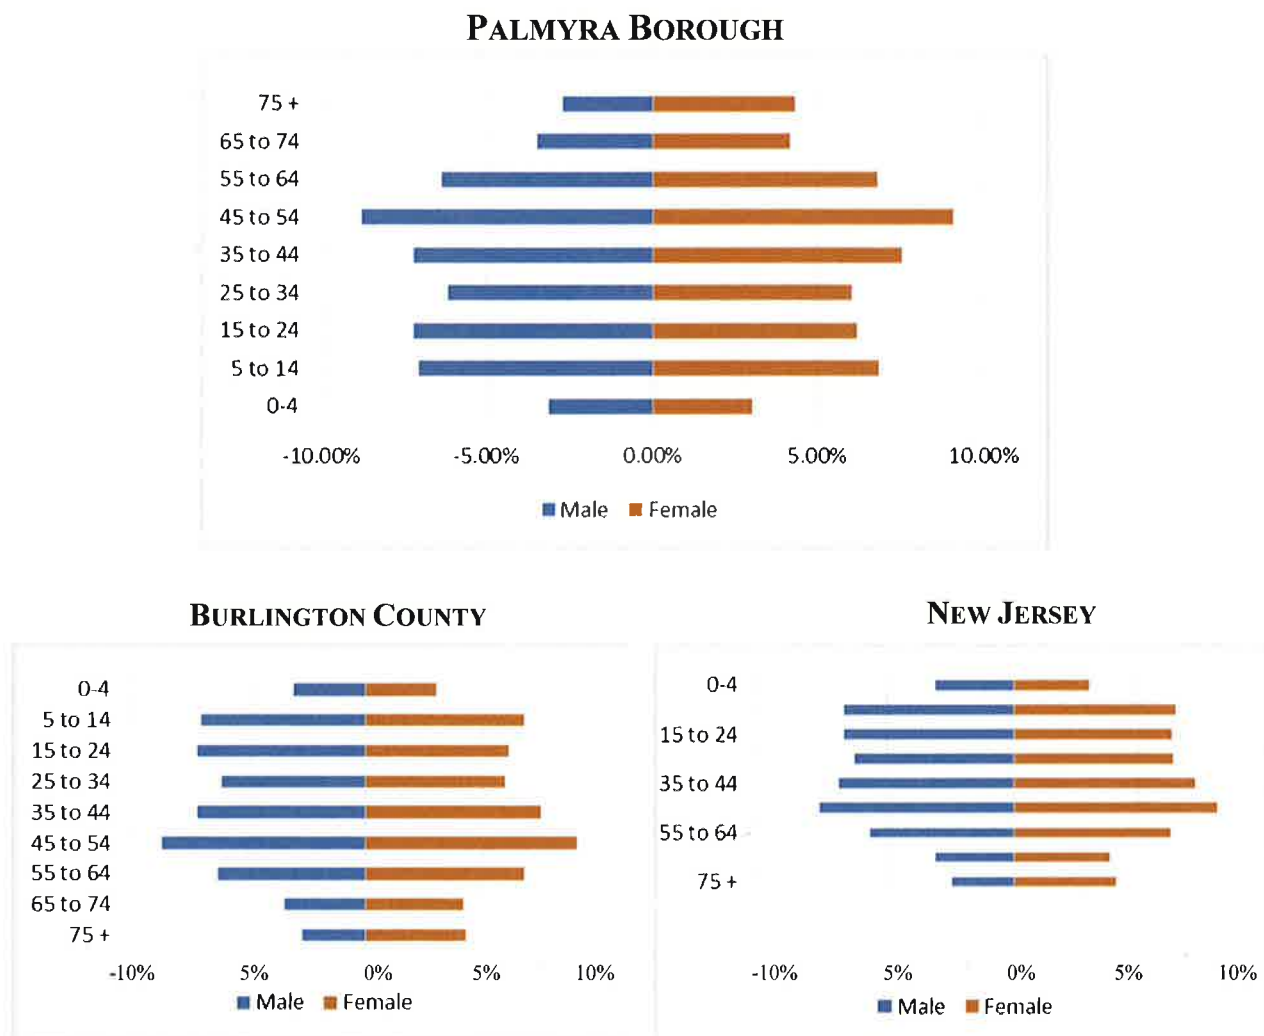 PALMYRA BOROUGH
75 +
65 to 74
55 to 64
45 to 54
35 to 44
25 to 34
15 to 24
5 to 14
0-4
-10.00% -5.00% 0.00% 5.00% 10.00%
Male Female
BURLINGTON COUNTY
0-4
5 to 14
15 to 24
25 to 34
35 to 44
45 to 54
55 to 64
65 to 74
75 +
-10% 5% 0% 5% 10%
Male Female
NEW JERSEY
0-4
15 to 24
35 to 44
55 to 64
75 +
-10% 5% 0% 5% 10%
Male Female